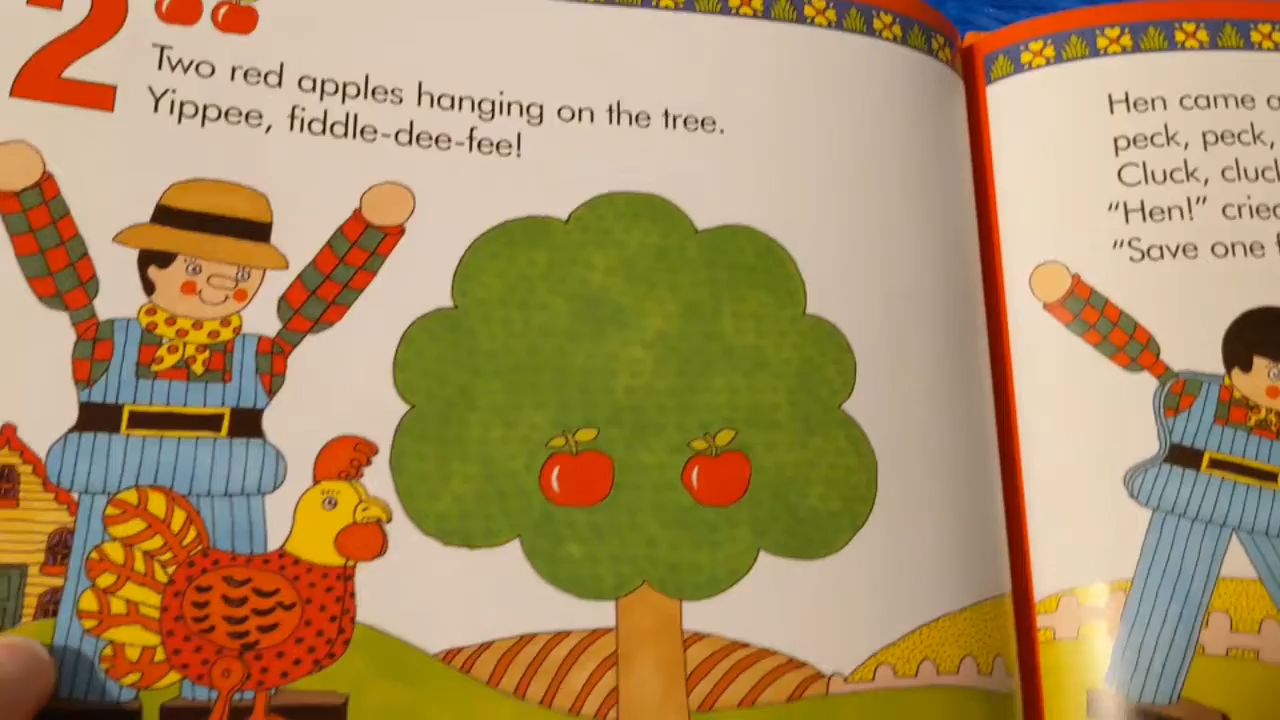 2
Two red apples hanging on the tree.
Yippee, fiddle-dee-fee!
Hen came
peck, peck,
Cluck,
"Hen!"
"Save one